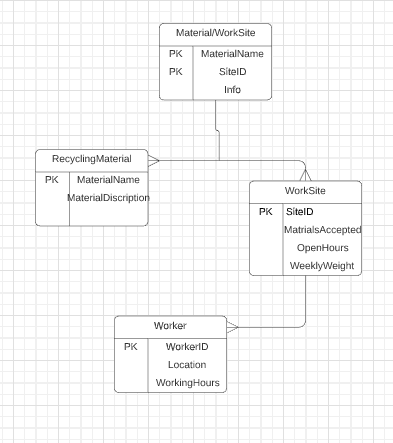 Material/WorkSite
PK MaterialName
PK SiteID
Info
RecyclingMaterial
PK MaterialName
MaterialDiscription
WorkSite
PK SiteID
MatrialsAccepted
OpenHours
WeeklyWeight
Worker
PK WorkerID
Location
WorkingHours